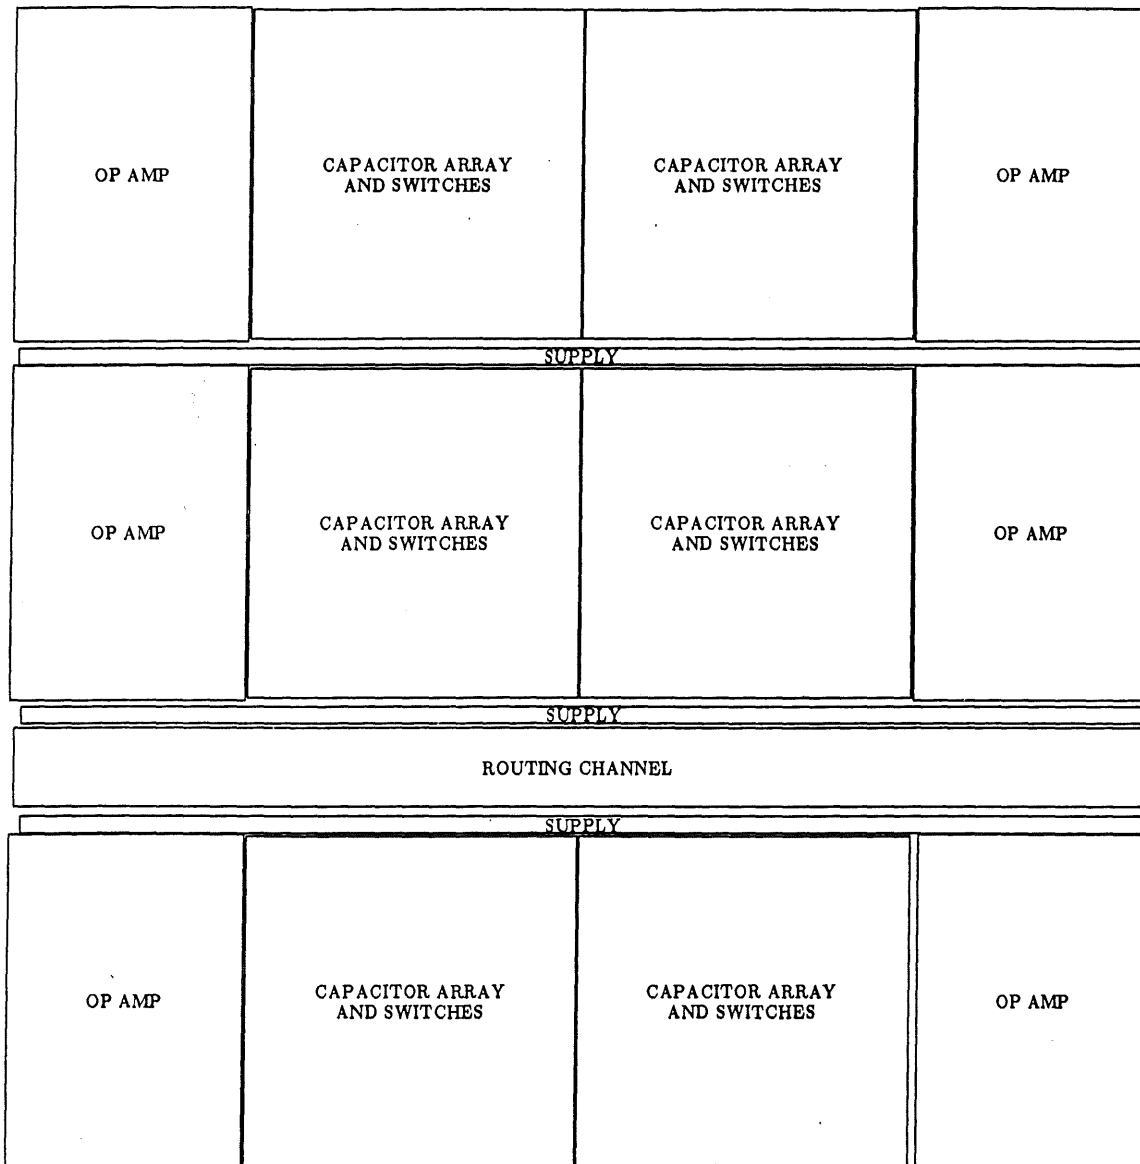 OP AMP
CAPACITOR ARRAY
AND SWITCHES
CAPACITOR ARRAY
AND SWITCHES
OP AMP
SUPPLY
OP AMP
CAPACITOR ARRAY
AND SWITCHES
CAPACITOR ARRAY
AND SWITCHES
OP AMP
SUPPLY
ROUTING CHANNEL
SUPPLY
OP AMP
CAPACITOR ARRAY
AND SWITCHES
CAPACITOR ARRAY
AND SWITCHES
OP AMP